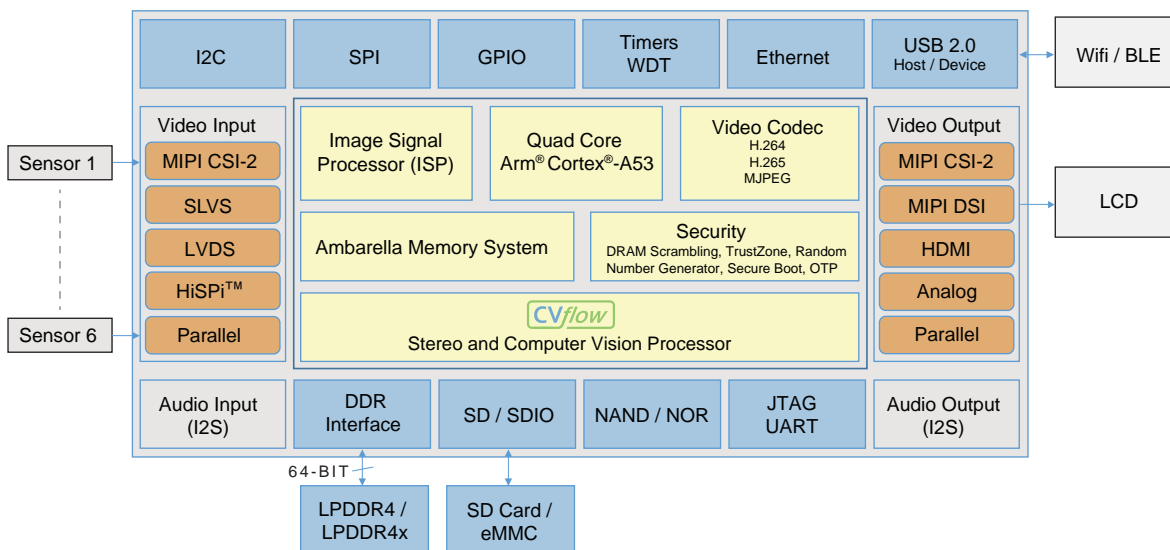 I2C
SPI
GPIO
Timers
WDT
Ethernet
USB 2.0
Host / Device
Wifi / BLE
Video Input
MIPI CSI-2
SLVS
LVDS
HiSPi™
Parallel
Sensor 1
Sensor 6
Image Signal
Processor (ISP)
Quad Core
Arm® Cortex®-A53
Video Codec
H.264
H.265
MJPEG
Ambarella Memory System
Security
DRAM Scrambling, TrustZone, Random
Number Generator, Secure Boot, OTP
CVflow
Stereo and Computer Vision Processor
Video Output
MIPI CSI-2
MIPI DSI
HDMI
Analog
Parallel
LCD
Audio Input
(I2S)
DDR
Interface
SD / SDIO
NAND / NOR
JTAG
UART
Audio Output
(I2S)
64-BIT
LPDDR4 /
LPDDR4x
SD Card /
eMMC